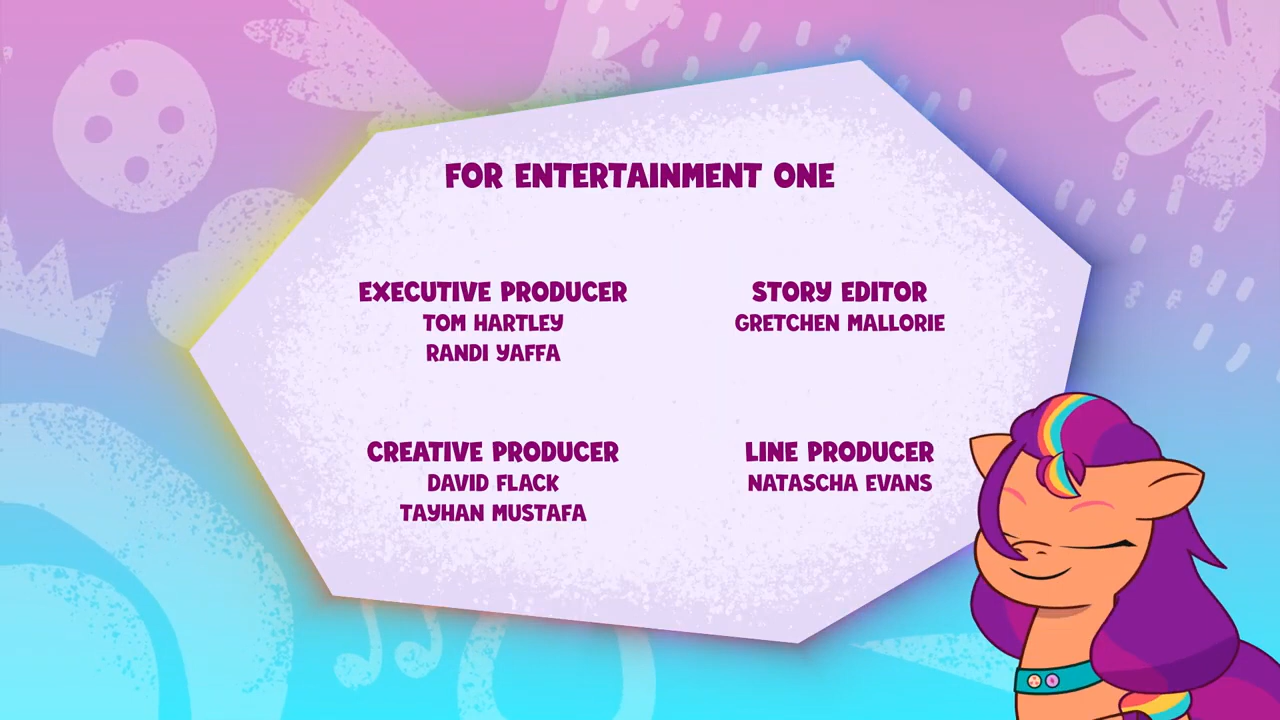 FOR ENTERTAINMENT ONE
EXECUTIVE PRODUCER
TOM HARTLEY
RANDI YAFFA
STORY EDITOR
GRETCHEN MALLORIE
CREATIVE PRODUCER
DAVID FLACK
TAYHAN MUSTAFA
LINE PRODUCER
NATASCHA EVANS